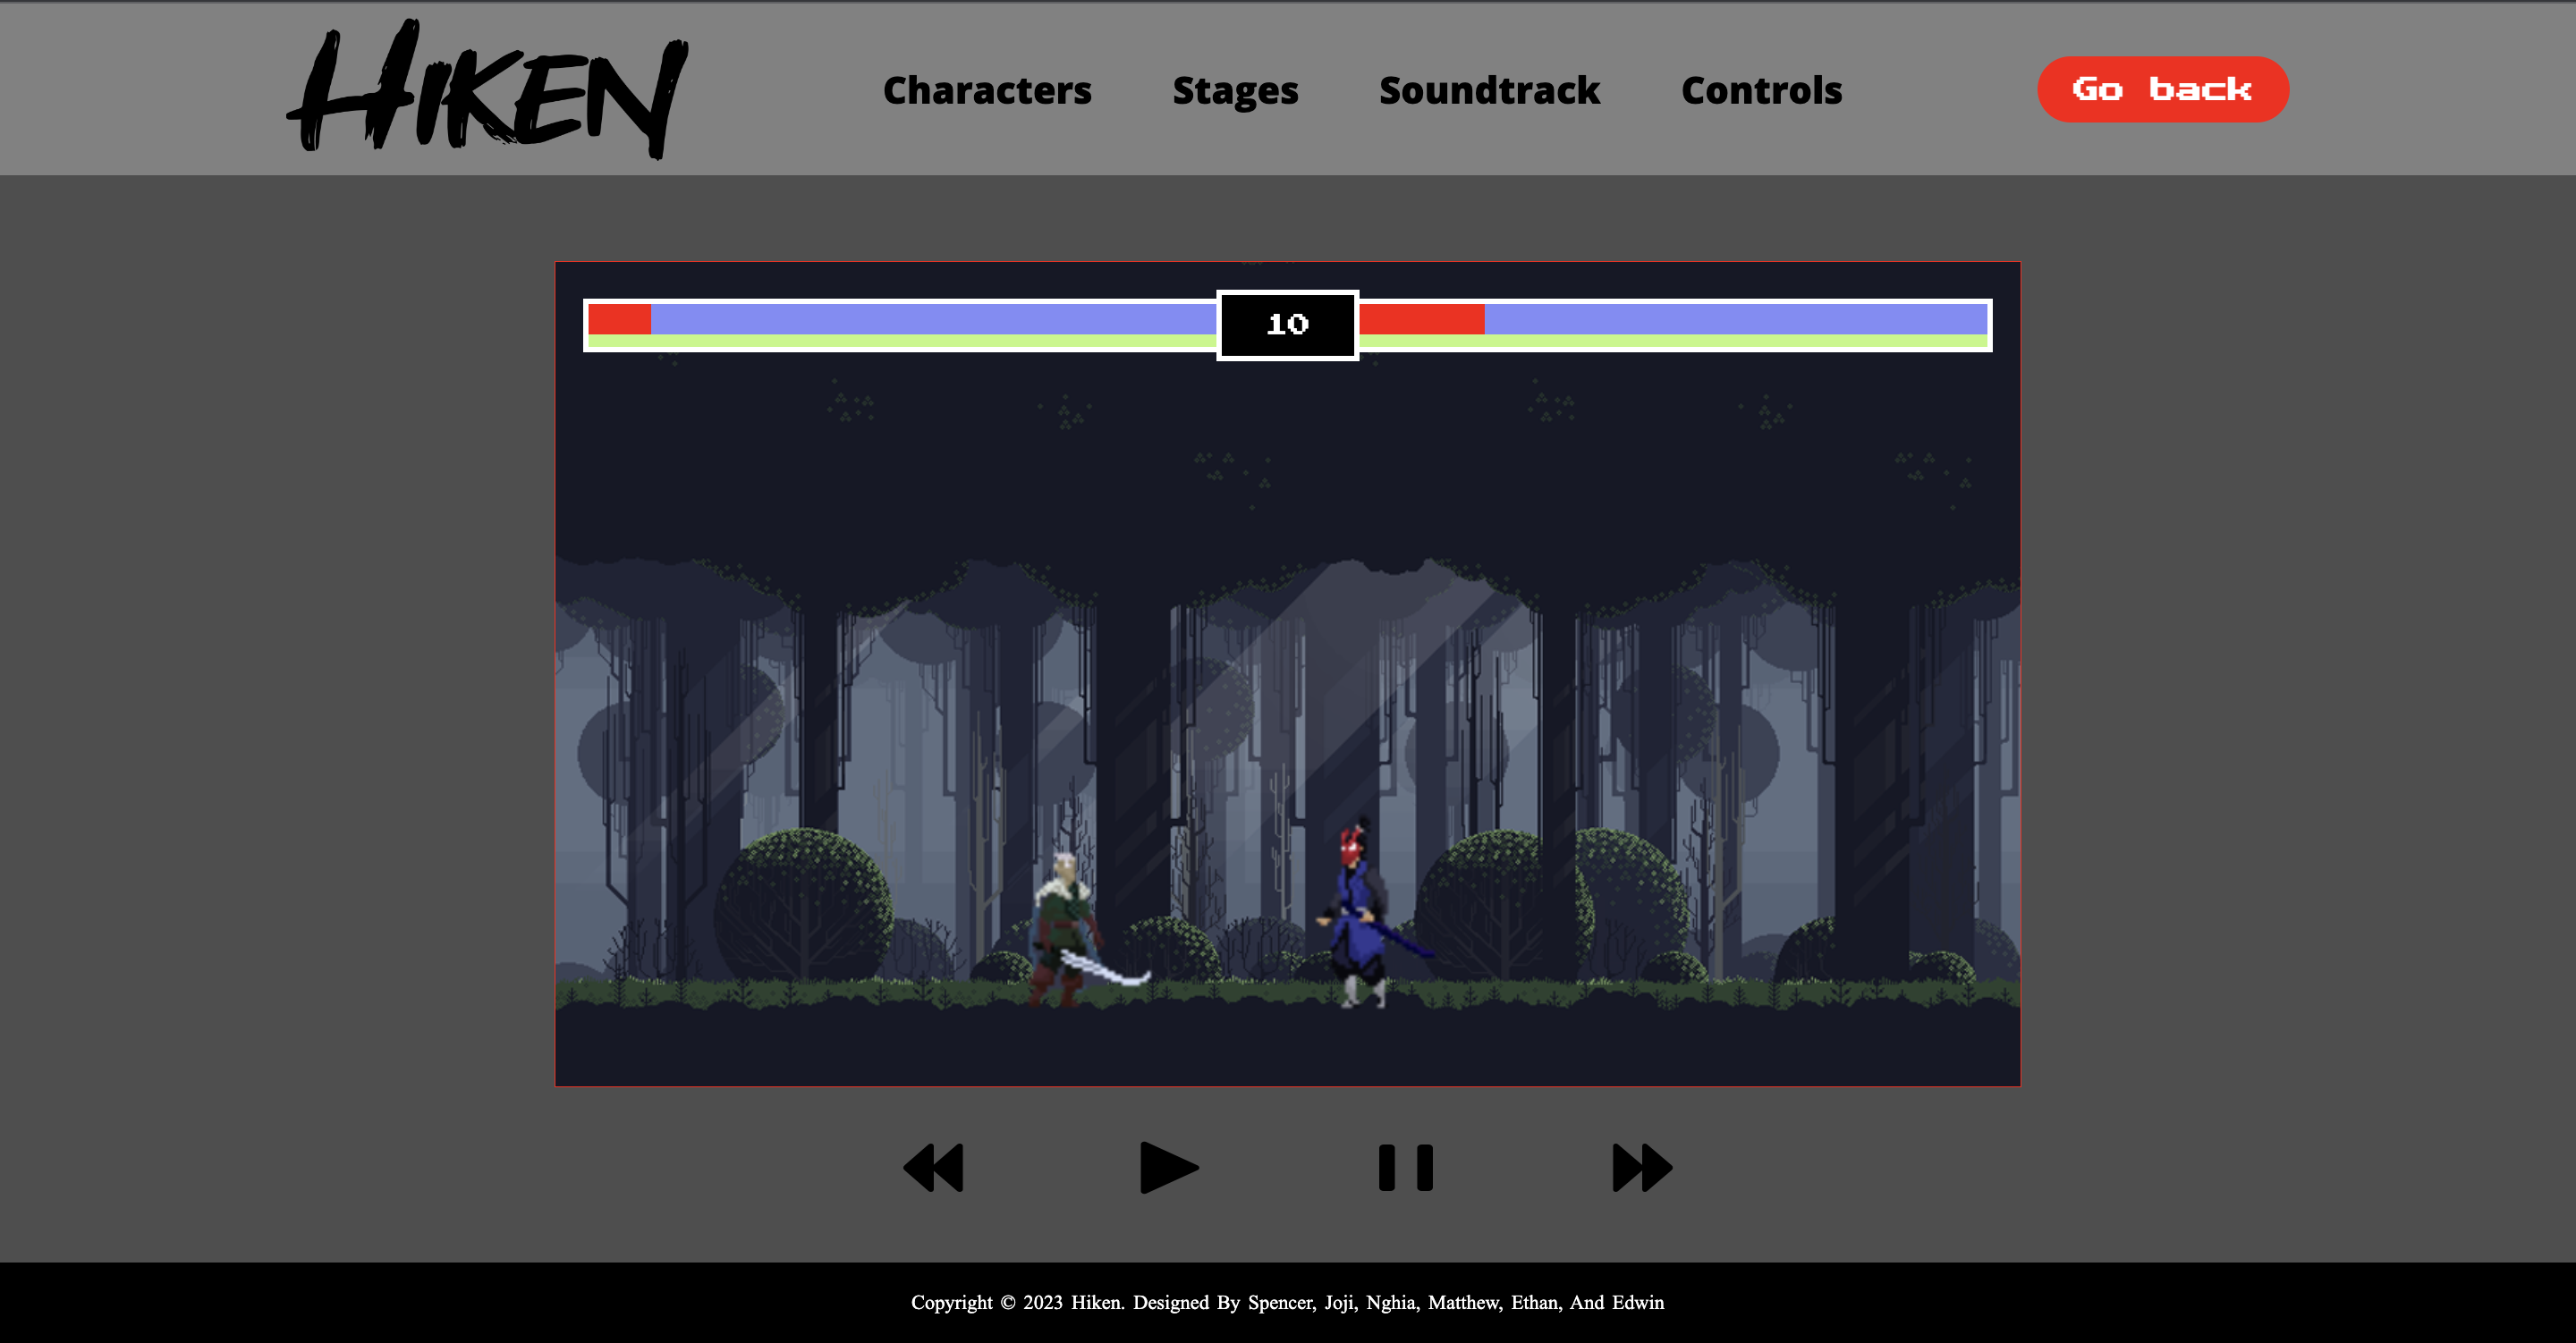 HIKEN
Characters Stages Soundtrack Controls Go back
10
Copyright © 2023 Hiken. Designed By Spencer, Joji, Nghia, Matthew, Ethan, And Edwin